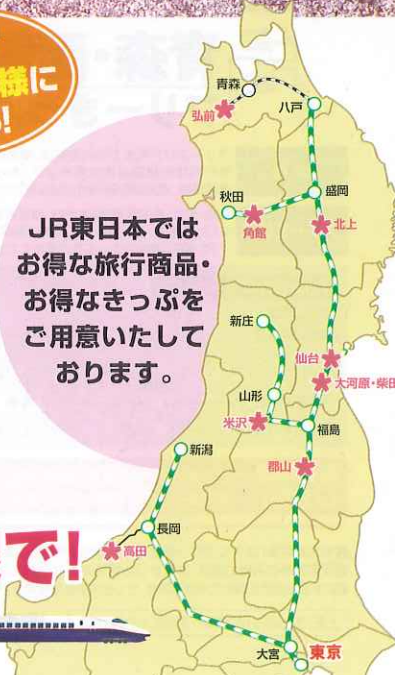 様に
!
青森
弘前
八戸
秋田
盛岡
角館
北上
JR東日本では
お得な旅行商品・
お得なきっぷを
ご用意いたして
おります。
新庄
仙台
大河原・柴田
山形
米沢
福島
新潟
郡山
長岡
高田
で!
大宮
東京